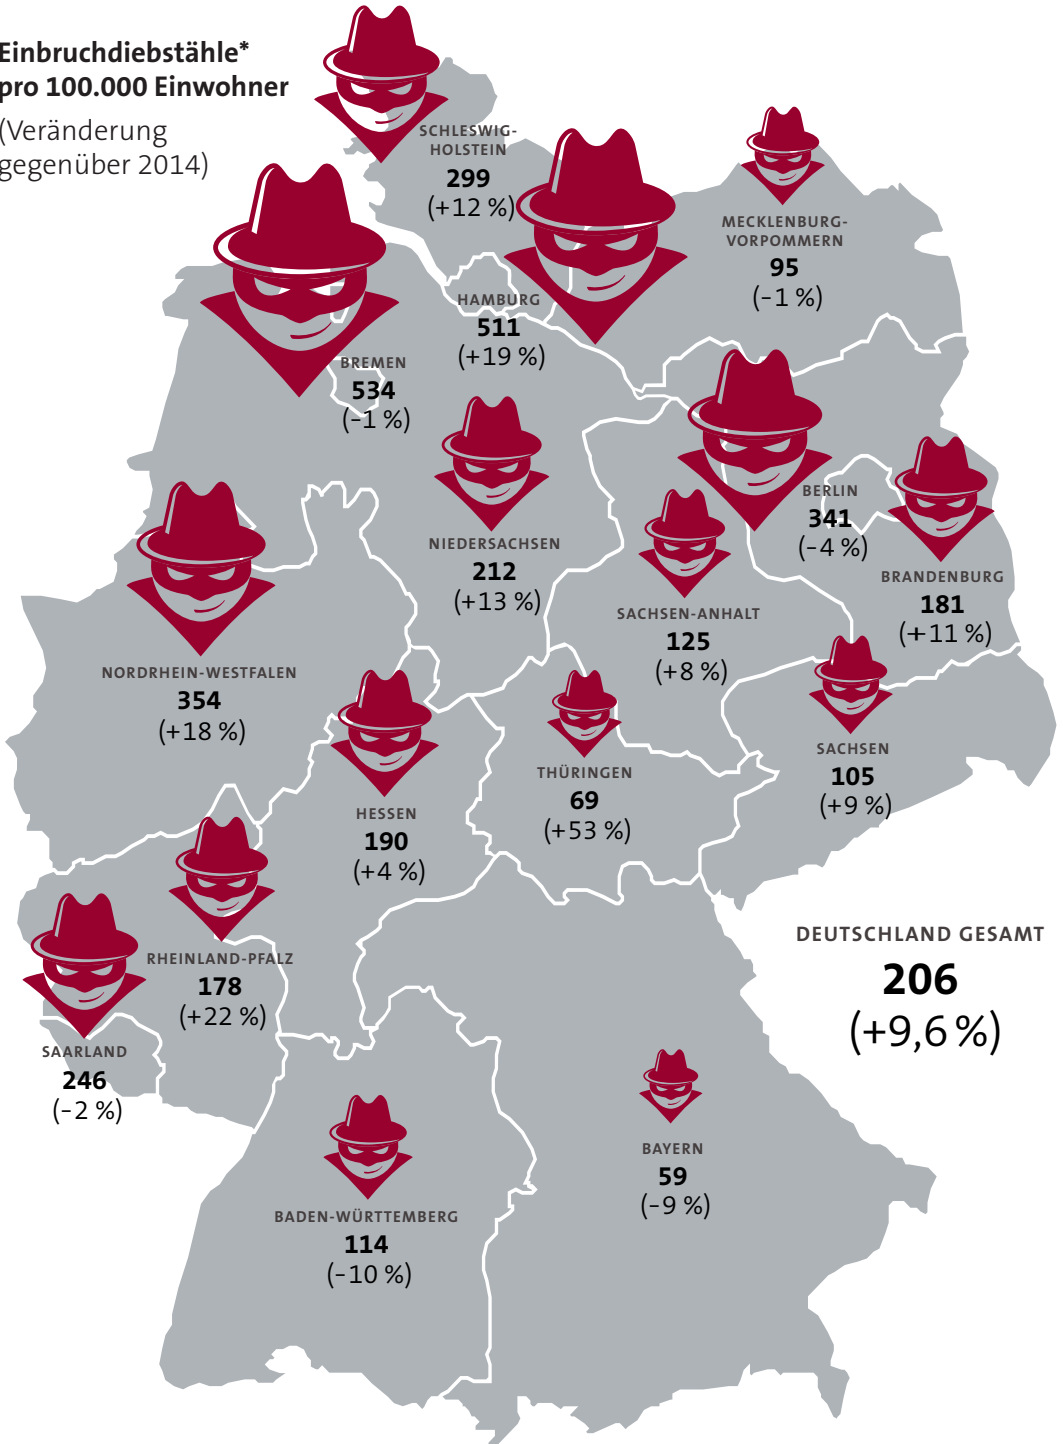 Einbruchdiebstähle*
pro 100.000 Einwohner
(Veränderung
gegenüber 2014)
SCHLESWIG-
HOLSTEIN
299
(+12 %)
MECKLENBURG-
VORPOMMERN
95
(-1 %)
HAMBURG
511
(+19 %)
BREMEN
534
(-1 %)
BERLIN
341
(-4 %)
NIEDERSACHSEN
212
(+13 %)
BRANDENBURG
181
(+11 %)
SACHSEN-ANHALT
125
(+8 %)
NORDRHEIN-WESTFALEN
354
(+18 %)
SACHSEN
105
(+9 %)
THÜRINGEN
69
(+53 %)
HESSEN
190
(+4 %)
DEUTSCHLAND GESAMT
206
(+9,6 %)
RHEINLAND-PFALZ
178
(+22 %)
SAARLAND
246
(-2 %)
BAYERN
59
(-9 %)
BADEN-WÜRTTEMBERG
114
(-10 %)